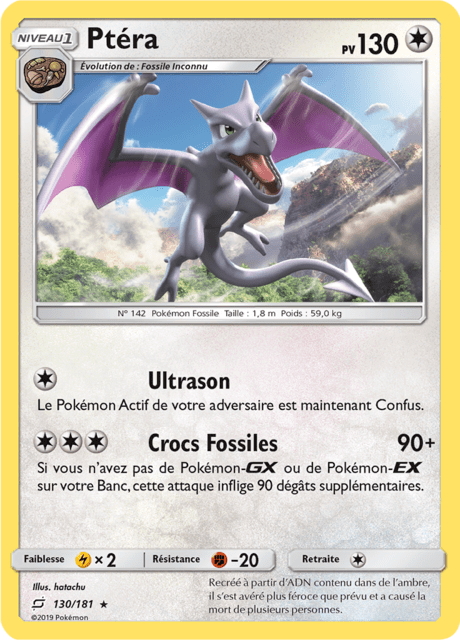 NIVEAU 1
Ptéra
PV 130
Évolution de : Fossile Inconnu
N° 142 Pokémon Fossile Taille : 1,8 m Poids : 59,0 kg
Ultrason
Le Pokémon Actif de votre adversaire est maintenant Confus.
Crocs Fossiles 90+
Si vous n'avez pas de Pokémon-GX ou de Pokémon-EX
sur votre Banc, cette attaque inflige 90 dégâts supplémentaires.
Faiblesse × 2 Résistance -20 Retraite
Illus. hatachu
130/181
©2019 Pokémon
Recréé à partir d'ADN contenu dans de l'ambre,
il s'est avéré plus féroce que prévu et a causé la
mort de plusieurs personnes.